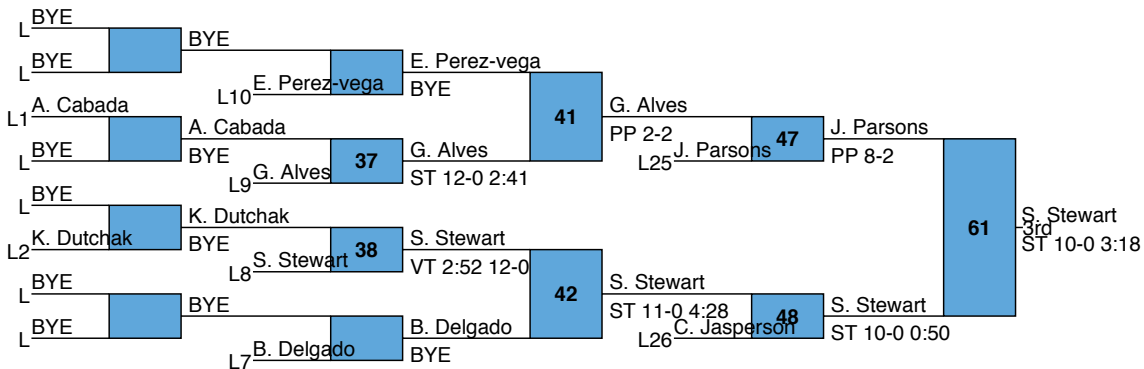 BYE
L
BYE
L
BYE
E. Perez-vega
L10
E. Perez-vega
BYE
A. Cabada
L1
BYE
L
A. Cabada
BYE
G. Alves
L9
37
G. Alves
ST 12-0 2:41
41
G. Alves
PP 2-2
J. Parsons
L25
47
J. Parsons
PP 8-2
BYE
L
K. Dutchak
L2
K. Dutchak
BYE
S. Stewart
L8
38
S. Stewart
VT 2:52 12-0
BYE
L
BYE
L
BYE
B. Delgado
L7
B. Delgado
BYE
42
S. Stewart
ST 11-0 4:28
C. Jasperson
L26
48
S. Stewart
ST 10-0 0:50
61
S. Stewart
3rd
ST 10-0 3:18